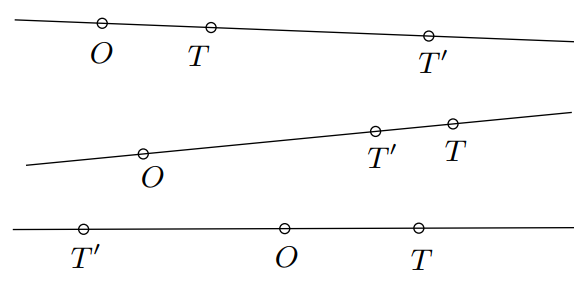 O T T′
O T′ T
T′ O T